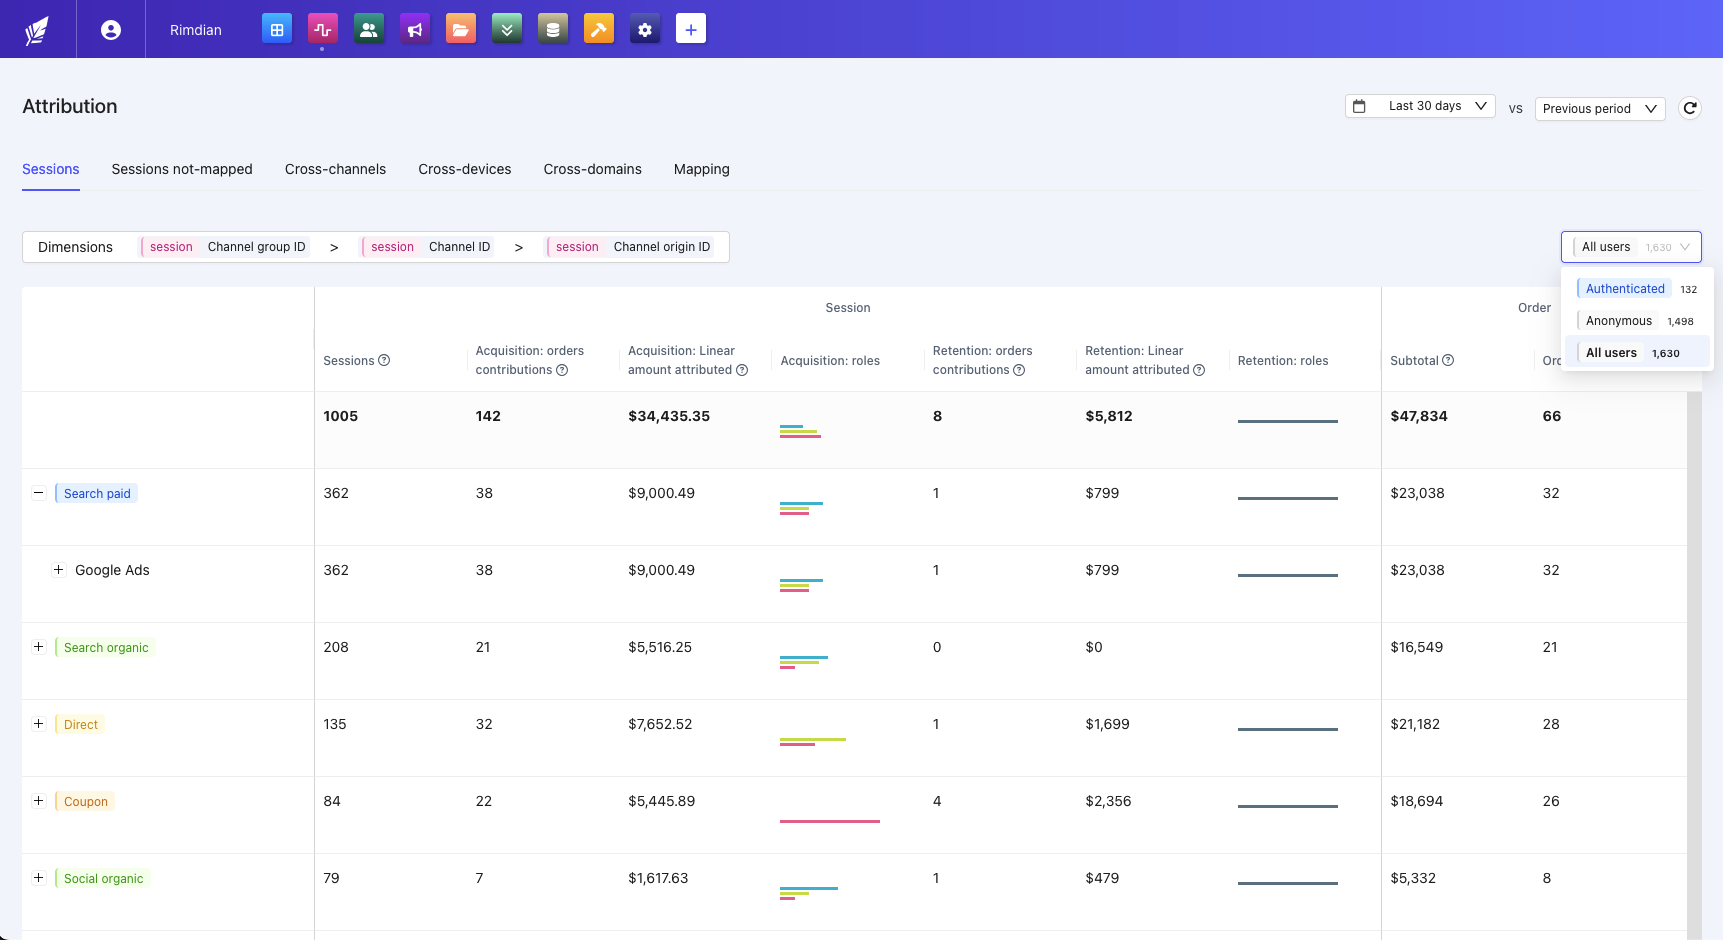 Rimdian
Attribution
Last 30 days
vs
Previous period
Sessions
Sessions not-mapped
Cross-channels
Cross-devices
Cross-domains
Mapping
Dimensions session Channel group ID > session Channel ID > session Channel origin ID
All users 1,630
Authenticated 132
Anonymous 1,498
All users 1,630
Session
Order
Sessions
Acquisition: orders
contributions
Acquisition: Linear
amount attributed
Acquisition: roles
Retention: orders
contributions
Retention: Linear
amount attributed
Retention: roles
Subtotal
1005 142 $34,435.35 8 $5,812 $47,834 66
Search paid 362 38 $9,000.49 1 $799 $23,038 32
Google Ads 362 38 $9,000.49 1 $799 $23,038 32
Search organic 208 21 $5,516.25 0 $0 $16,549 21
Direct 135 32 $7,652.52 1 $1,699 $21,182 28
Coupon 84 22 $5,445.89 4 $2,356 $18,694 26
Social organic 79 7 $1,617.63 1 $479 $5,332 8